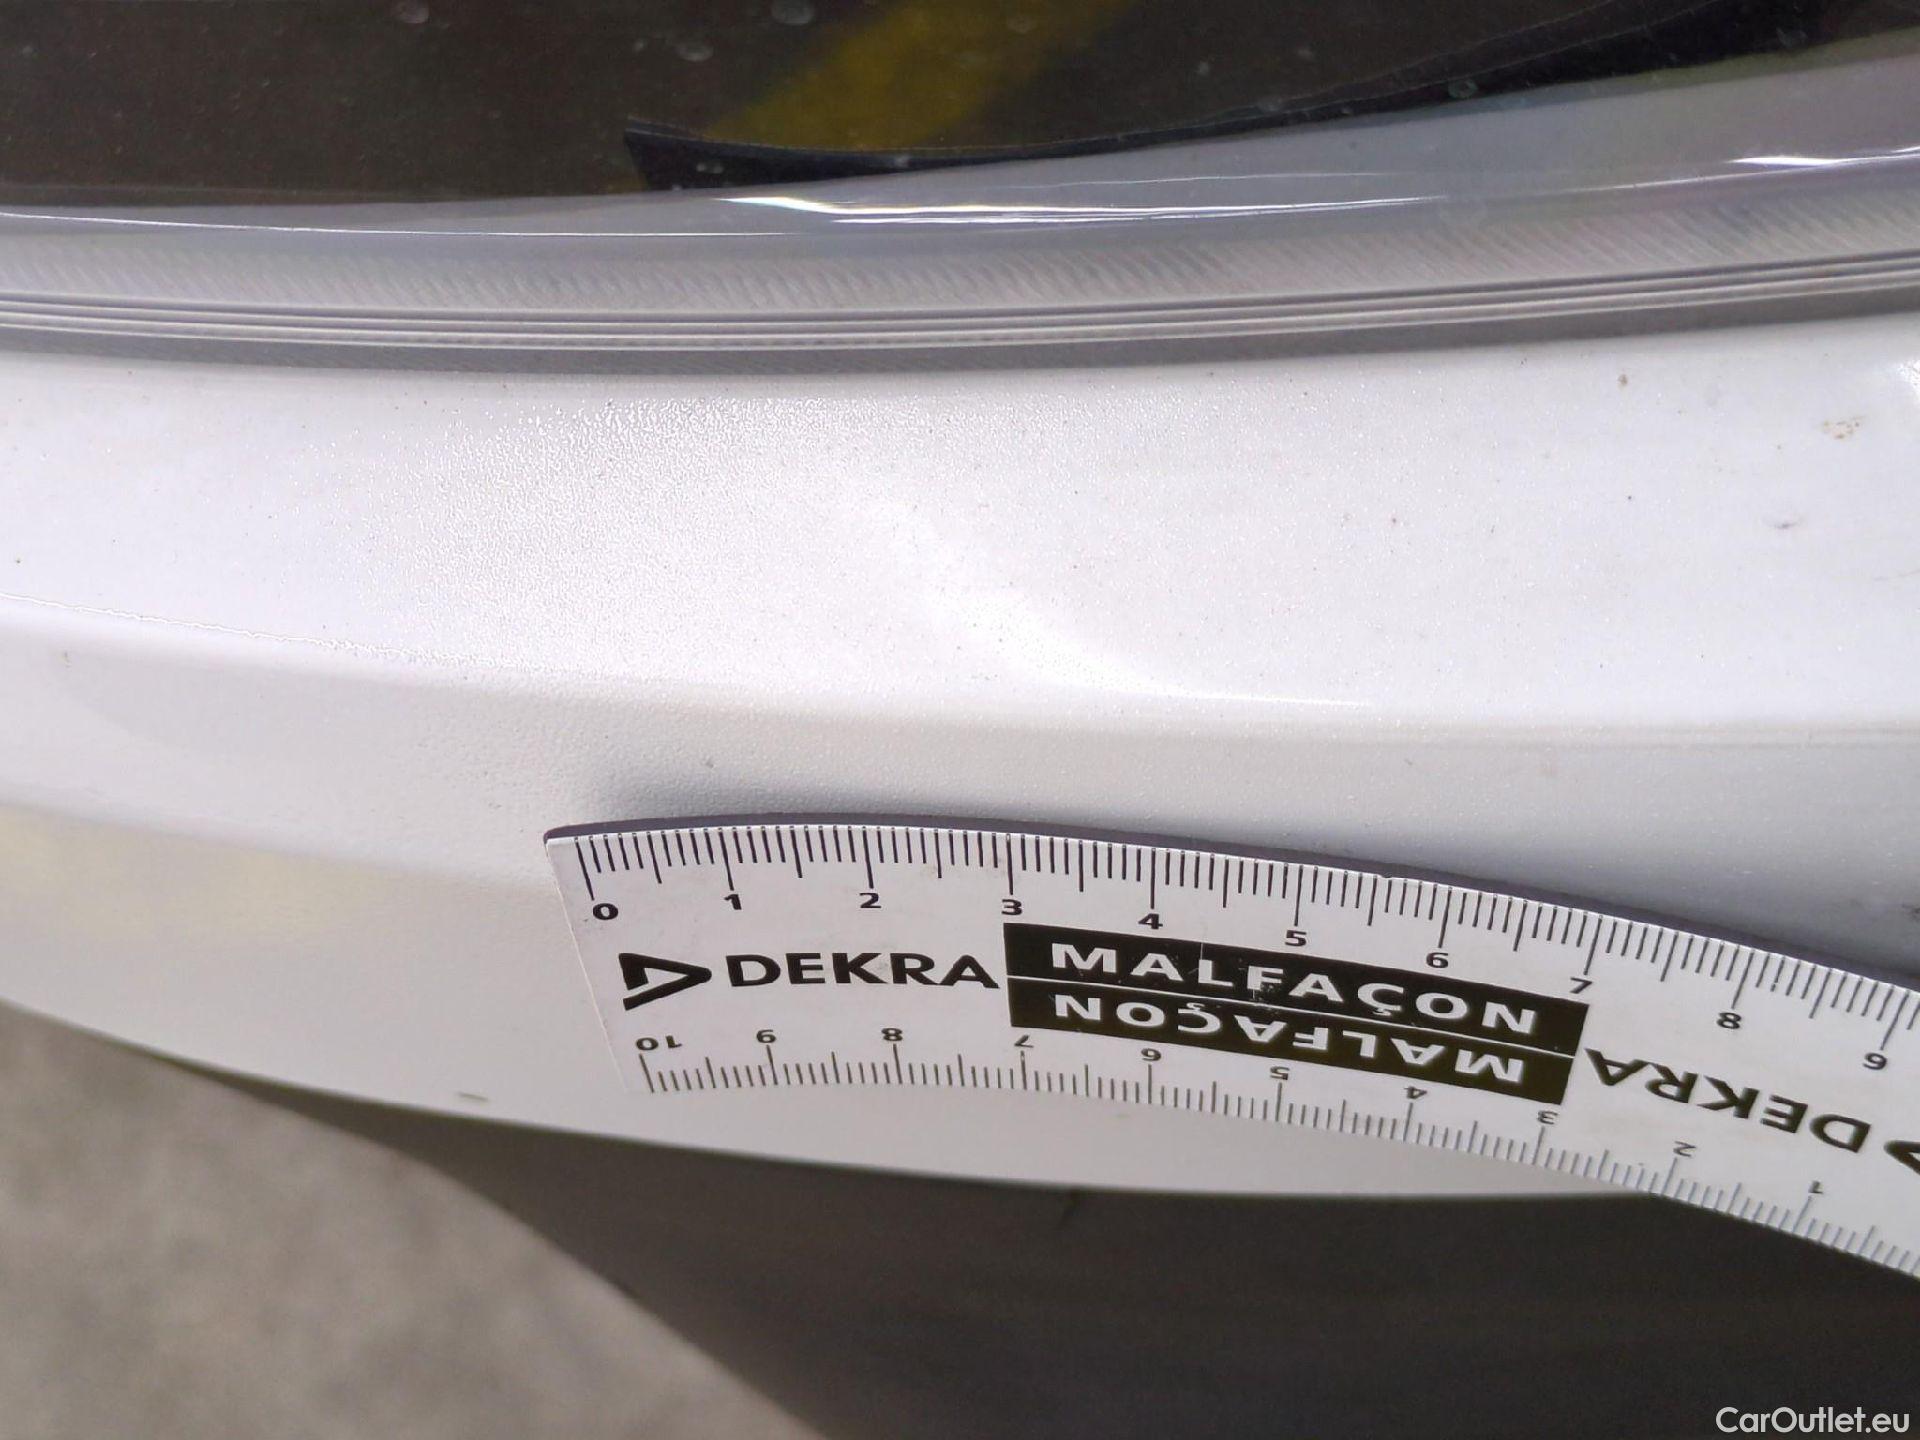 0 1 2 3 4 5 6 7 8 9
DEKRA MALFAÇON
MALFAÇON DEKRA
10 9 8 7 6 5 4 3 2 1
CarOutlet.eu